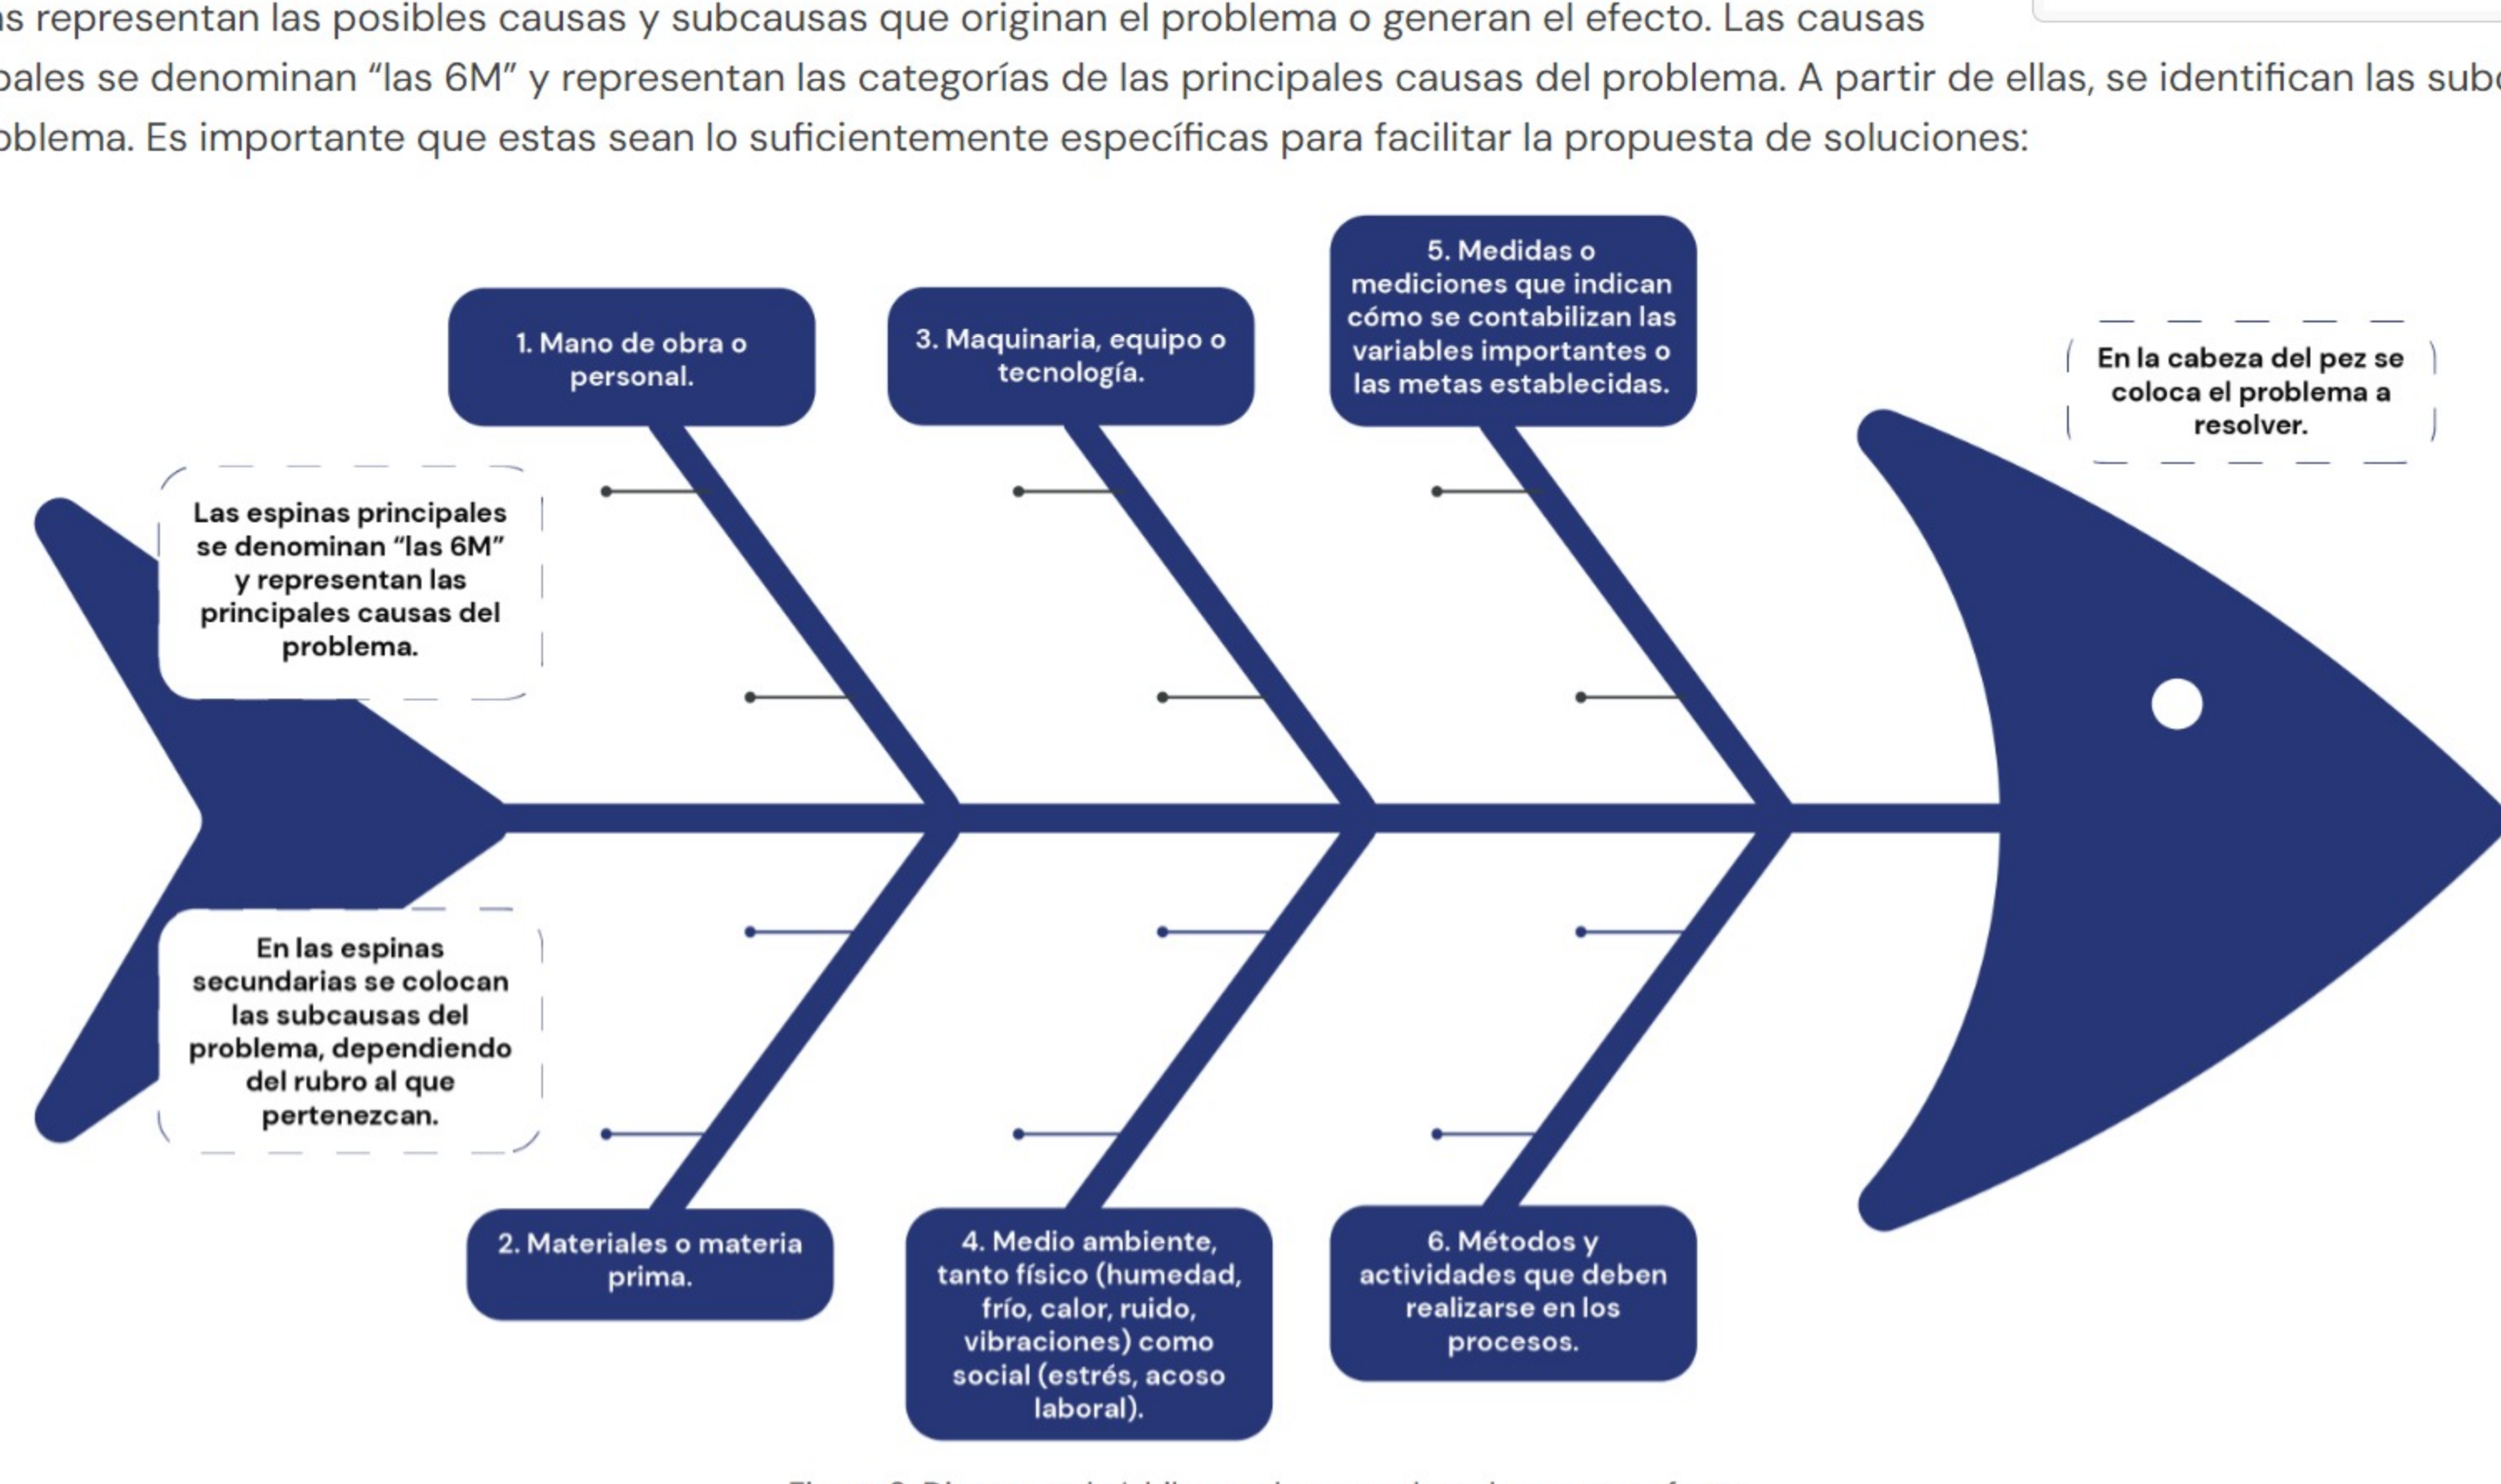 representan las posibles causas y subcausas que originan el problema o generan el efecto. Las causas
se denominan “las 6M” y representan las categorías de las principales causas del problema. A partir de ellas, se identifican las
Es importante que estas sean lo suficientemente específicas para facilitar la propuesta de soluciones:
5. Medidas o
mediciones que indican
cómo se contabilizan las
variables importantes o
las metas establecidas.
1. Mano de obra o
personal.
3. Maquinaria, equipo o
tecnología.
En la cabeza del pez se
coloca el problema a
resolver.
Las espinas principales
se denominan “las 6M”
y representan las
principales causas del
problema.
En las espinas
secundarias se colocan
las subcausas del
problema, dependiendo
del rubro al que
pertenezcan.
2. Materiales o materia
prima.
4. Medio ambiente,
tanto físico (humedad,
frío, calor, ruido,
vibraciones) como
social (estrés, acoso
laboral).
6. Métodos y
actividades que deben
realizarse en los
procesos.